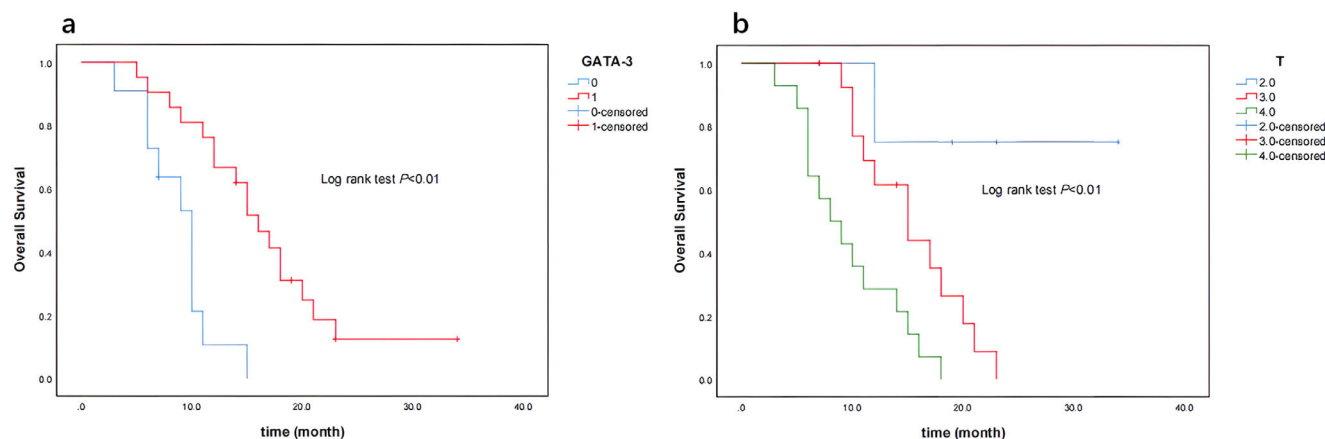 a
GATA-3
0
1
0-censored
1-censored
Log rank test P<0.01
Overall Survival
1.0
0.8
0.6
0.4
0.2
0.0
.0 10.0 20.0 30.0 40.0
time (month)
b
T
2.0
3.0
4.0
2.0-censored
3.0-censored
4.0-censored
Log rank test P<0.01
Overall Survival
1.0
0.8
0.6
0.4
0.2
0.0
.0 10.0 20.0 30.0 40.0
time (month)